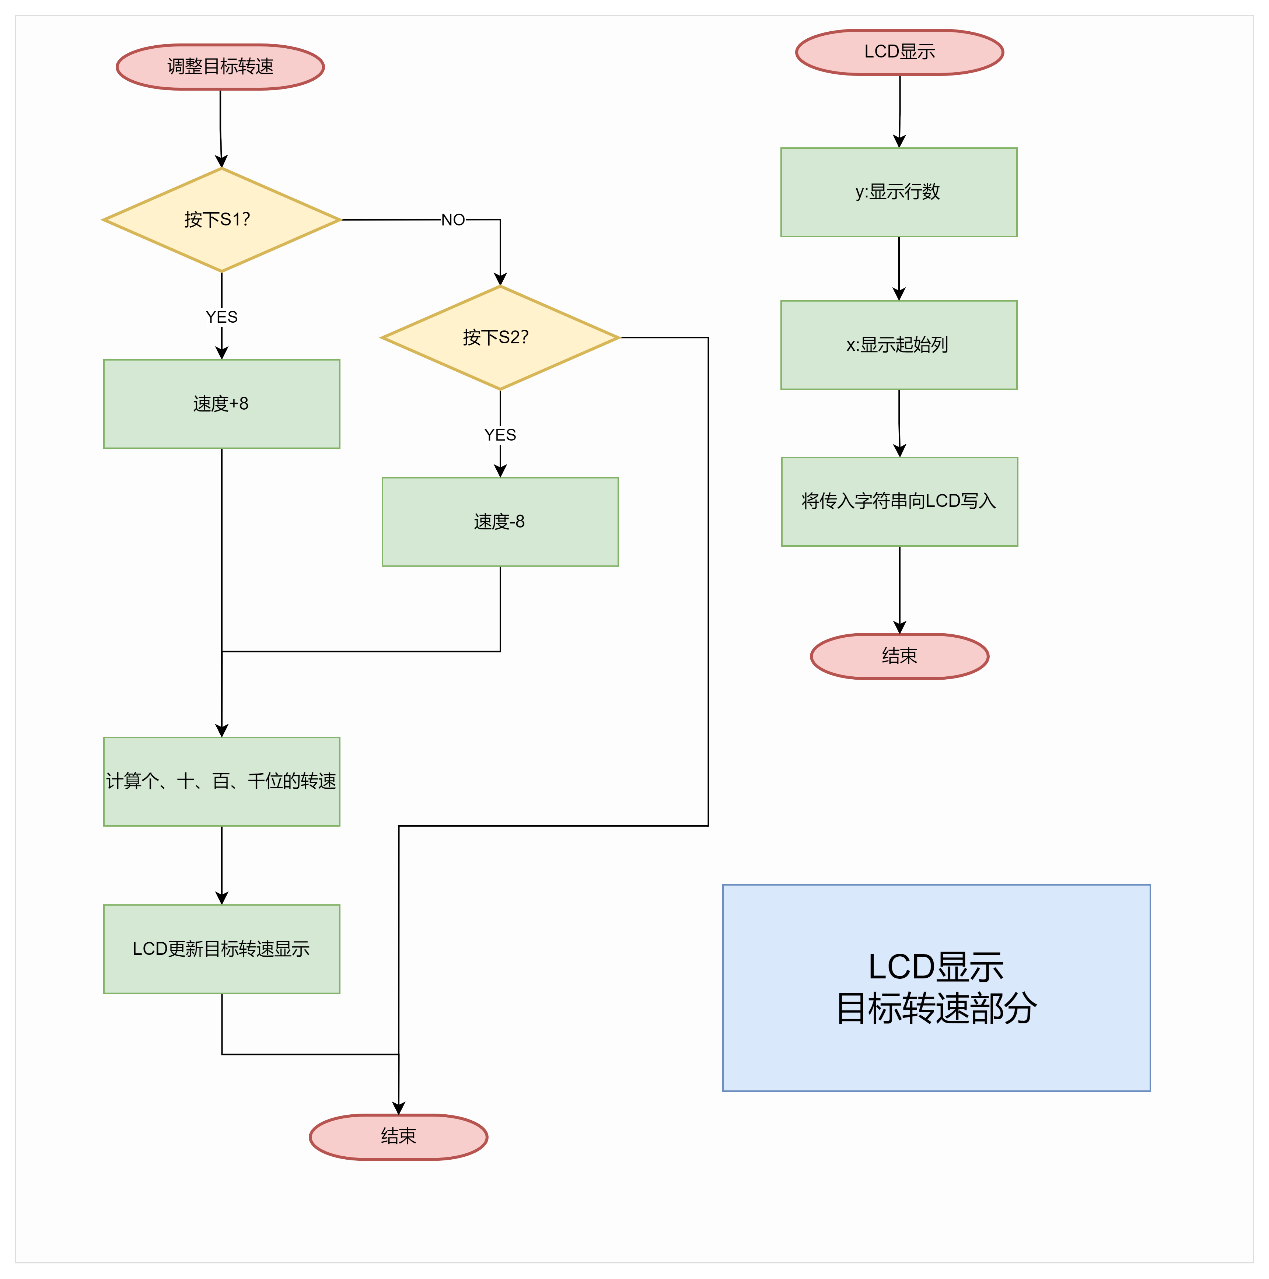 调整目标转速
按下S1？
NO
YES
按下S2？
速度+8
YES
速度-8
计算个、十、百、千位的转速
LCD更新目标转速显示
结束
LCD显示
y:显示行数
x:显示起始列
将传入字符串向LCD写入
结束
LCD显示
目标转速部分